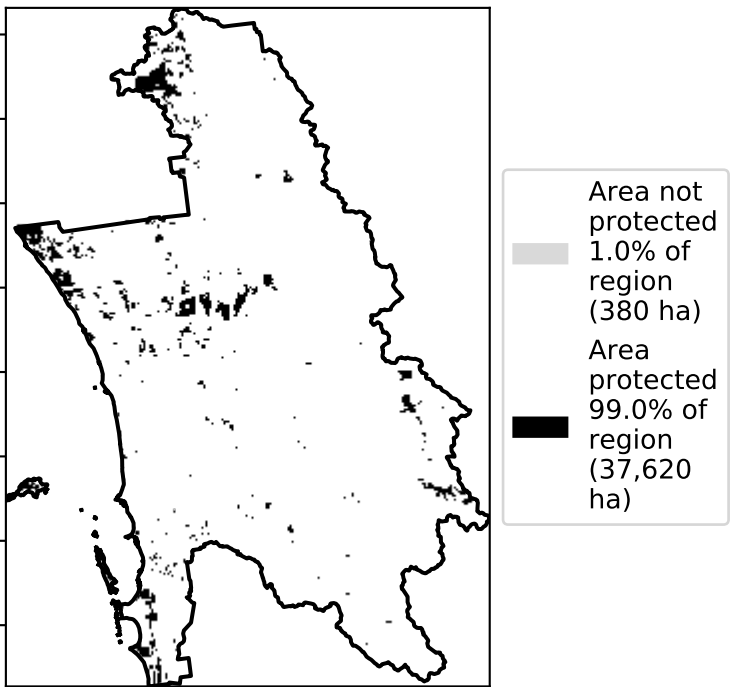 Area not
protected
1.0% of
region
(380 ha)
Area
protected
99.0% of
region
(37,620
ha)